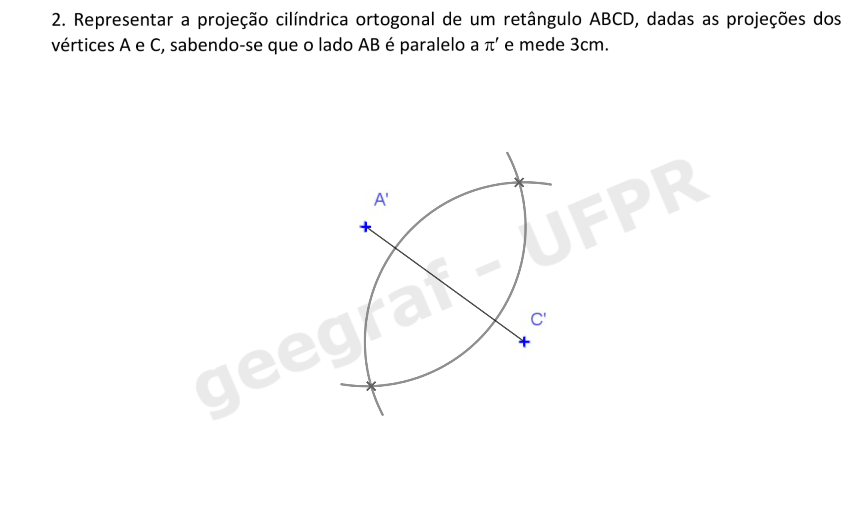 2. Representar a projeção cilíndrica ortogonal de um retângulo ABCD, dadas as projeções dos
vértices A e C, sabendo-se que o lado AB é paralelo a π′ e mede 3cm.
A'
C'
geegraf - UFPR